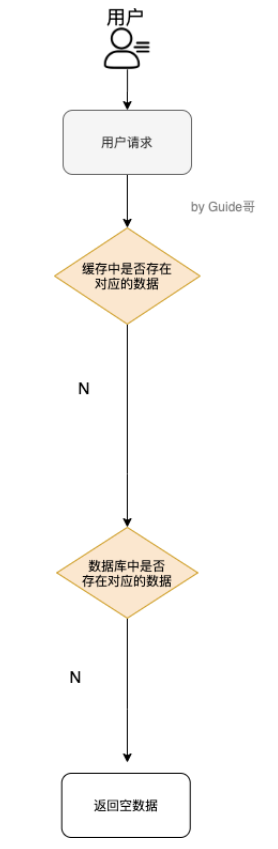 用户
用户请求
by Guide哥
缓存中是否存在
对应的数据
N
数据库中是否
存在对应的数据
N
返回空数据